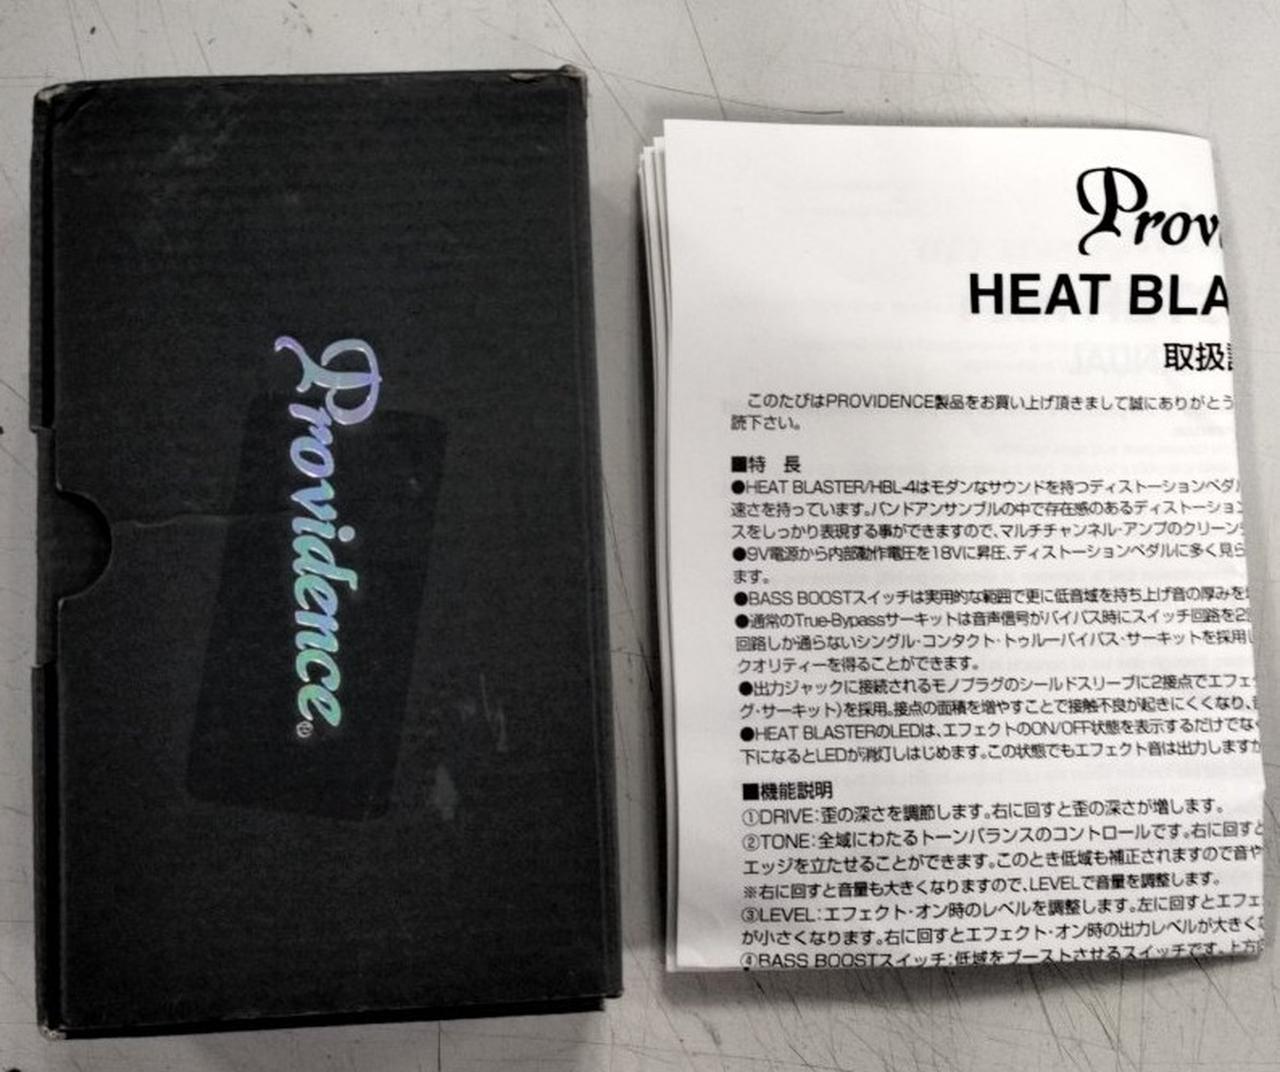 Providence®
Prov
HEAT BLA
取扱
このたびはPROVIDENCE製品をお買い上げ頂きまして誠にありがとう
読下さい。
■特 長
●HEAT BLASTER/HBL-4はモダンなサウンドを持つディストーションペダル
速さを持っています。バンドアンサンブルの中で存在感のあるディストーション
スをしっかり表現する事ができますので、マルチチャンネル・アンプのクリーン
●9V電源から内部動作電圧を18Vに昇圧、ディストーションペダルに多く見ら
ます。
●BASS BOOSTスイッチは実用的な範囲で更に低音域を持ち上げ音の厚みを
●通常のTrue-Bypassサーキットは音声信号がバイパス時にスイッチ回路を2
回路しか通らないシングル・コンタクト・トゥルーバイパス・サーキットを採用し
クオリティーを得ることができます。
●出力ジャックに接続されるモノプラグのシールドスリーブに2接点でエフェ
グ・サーキット)を採用。接点の面積を増やすことで接触不良が起きにくくなり、
●HEAT BLASTERのLEDは、エフェクトのON/OFF状態を表示するだけでな
下になるとLEDが消灯しはじめます。この状態でもエフェクト音は出力しますが
■機能説明
①DRIVE:歪の深さを調節します。右に回すと歪の深さが増します。
②TONE:全域にわたるトーンバランスのコントロールです。右に回すと
エッジを立たせることができます。このとき低域も補正されますので音や
※右に回すと音量も大きくなりますので、LEVELで音量を調整します。
③LEVEL:エフェクト・オン時のレベルを調整します。左に回すとエフェ
が小さくなります。右に回すとエフェクト・オン時の出力レベルが大きく
④BASS BOOSTスイッチ:低域をブーストさせるスイッチです。上方